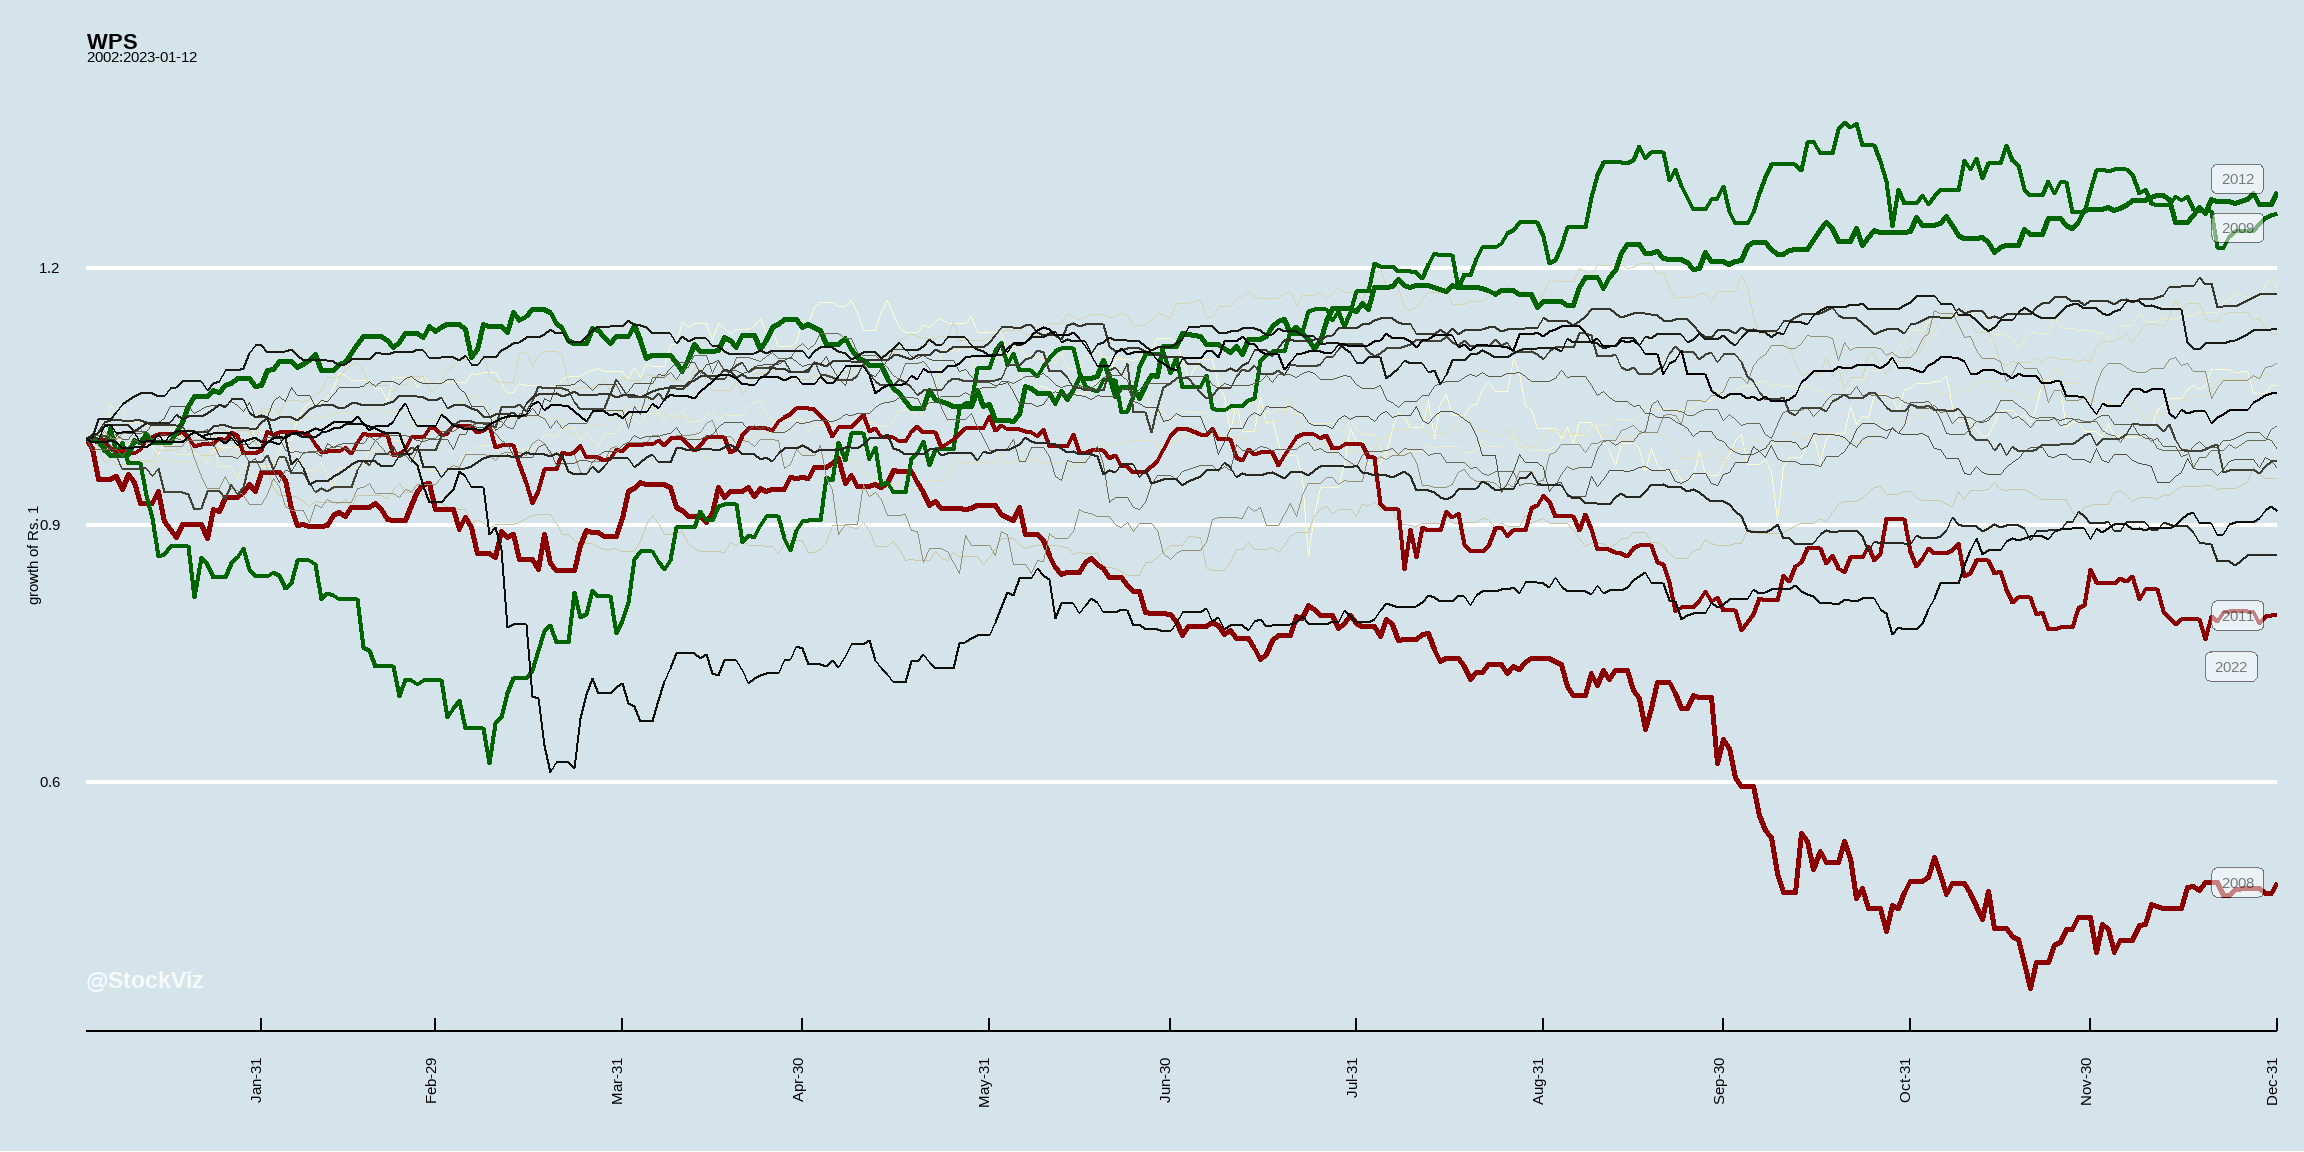 WPS
2002:2023-01-12
growth of Rs. 1
1.2
0.9
0.6
2012
2009
2011
2022
2008
@StockViz
Jan-31
Feb-29
Mar-31
Apr-30
May-31
Jun-30
Jul-31
Aug-31
Sep-30
Oct-31
Nov-30
Dec-31